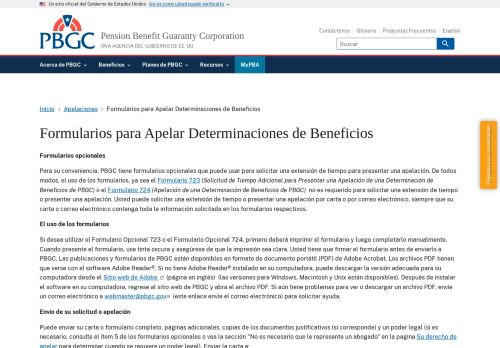 Un sitio oficial del Gobierno de Estados Unidos Así es como usted puede verificarlo
Contáctenos Glosario Preguntas Frecuentes English
PBGC
Pension Benefit Guaranty Corporation
UNA AGENCIA DEL GOBIERNO DE EE. UU
Buscar
Acerca de PBGC Beneficios Planes de PBGC Recursos MyPBA
Inicio › Apelaciones › Formularios para Apelar Determinaciones de Beneficios
Formularios para Apelar Determinaciones de Beneficios
Formularios opcionales
Para su conveniencia, PBGC tiene formularios opcionales que puede usar para solicitar una extensión de tiempo para presentar una apelación. De todos
modos, el uso de los formularios, ya sea el Formulario 723 (Solicitud de Tiempo Adicional para Presentar una Apelación de una Determinación de
Beneficios de PBGC) o el Formulario 724 (Apelación de una Determinación de Beneficios de PBGC) no es requerido para solicitar una extensión de tiempo
o presentar una apelación. Usted puede solicitar una extensión de tiempo o presentar una apelación por carta o por correo electrónico, siempre que su
carta o correo electrónico contenga toda la información solicitada en los formularios respectivos.
El uso de los formularios
Si desea utilizar el Formulario Opcional 723 o el Formulario Opcional 724, primero deberá imprimir el formulario y luego completarlo manualmente.
Cuando presente el formulario, use tinta oscura y asegúrese de que la impresión sea clara. Usted tiene que firmar el formulario antes de enviarlo a
PBGC. Las publicaciones y formularios de PBGC están disponibles en formato de documento portátil (PDF) de Adobe Acrobat. Los archivos PDF tienen
que verse con el software Adobe Reader®. Si no tiene Adobe Reader® instalado en su computadora, puede descargar la versión adecuada para su
computadora desde el Sitio web de Adobe (página en inglés) (las versiones para Windows, Macintosh y Unix están disponibles). Después de instalar
el software en su computadora, regrese al sitio web de PBGC y abra el archivo PDF. Si aún tiene problemas para ver o descargar un archivo PDF, envíe
un correo electrónico a webmaster@pbgc.gov (este enlace envía el correo electrónico) para solicitar ayuda.
Envío de su solicitud o apelación
Puede enviar su carta o formulario completo, páginas adicionales, copias de los documentos justificativos (si corresponde) y un poder legal (si es
necesario, consulte el ítem 5 de los formularios opcionales o vea la sección "No es necesario que le represente un abogado" en la pagina Su derecho de
apelar para determinar cuando se requiere un poder legal). Enviar la carta a: